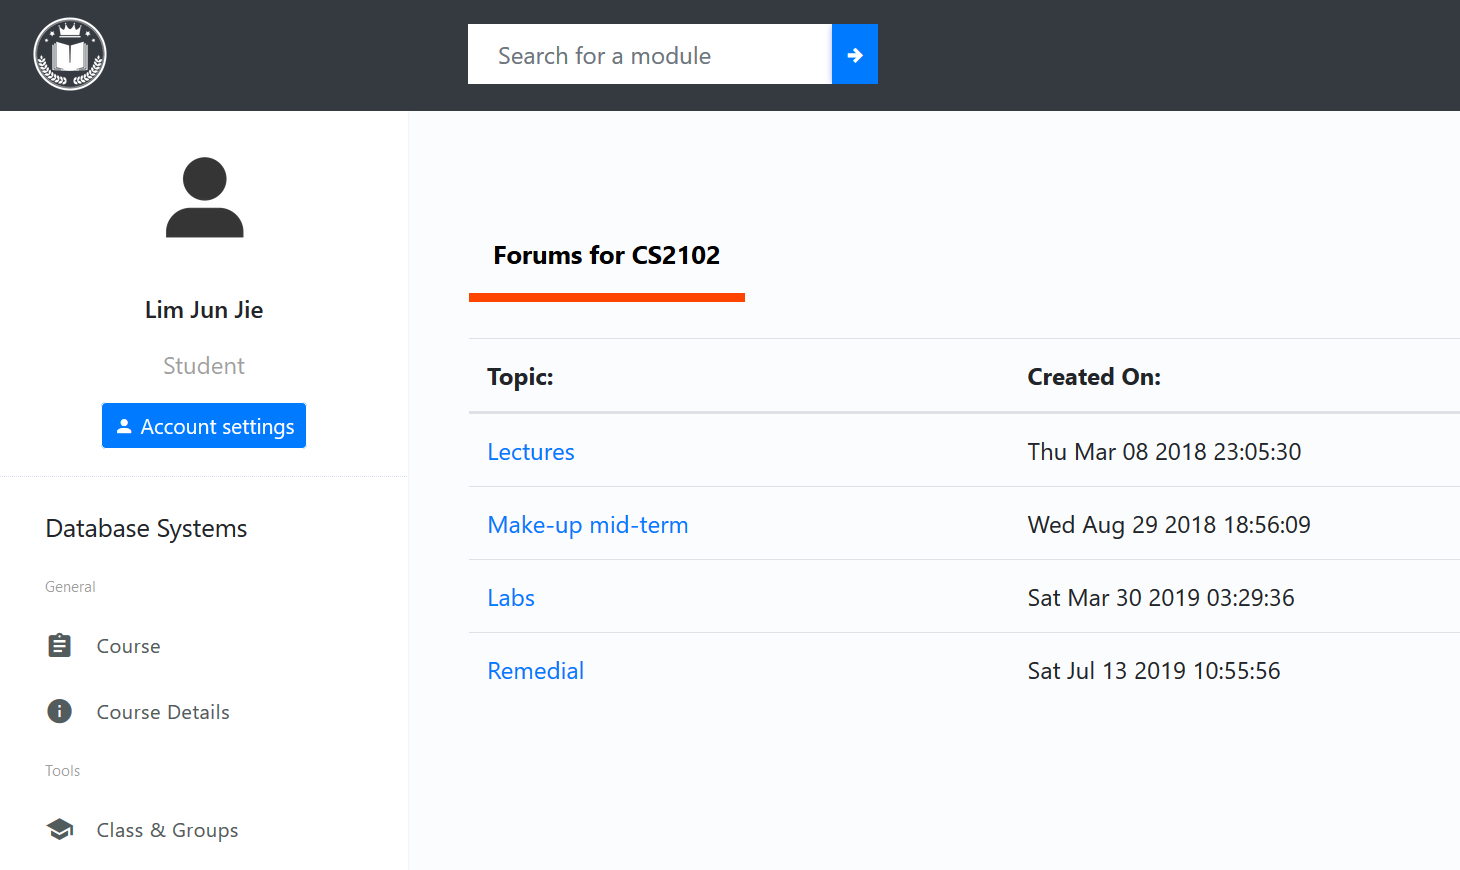 Search for a module
Lim Jun Jie
Student
Account settings
Database Systems
General
Course
Course Details
Tools
Class & Groups
Forums for CS2102
Topic: Created On:
Lectures Thu Mar 08 2018 23:05:30
Make-up mid-term Wed Aug 29 2018 18:56:09
Labs Sat Mar 30 2019 03:29:36
Remedial Sat Jul 13 2019 10:55:56